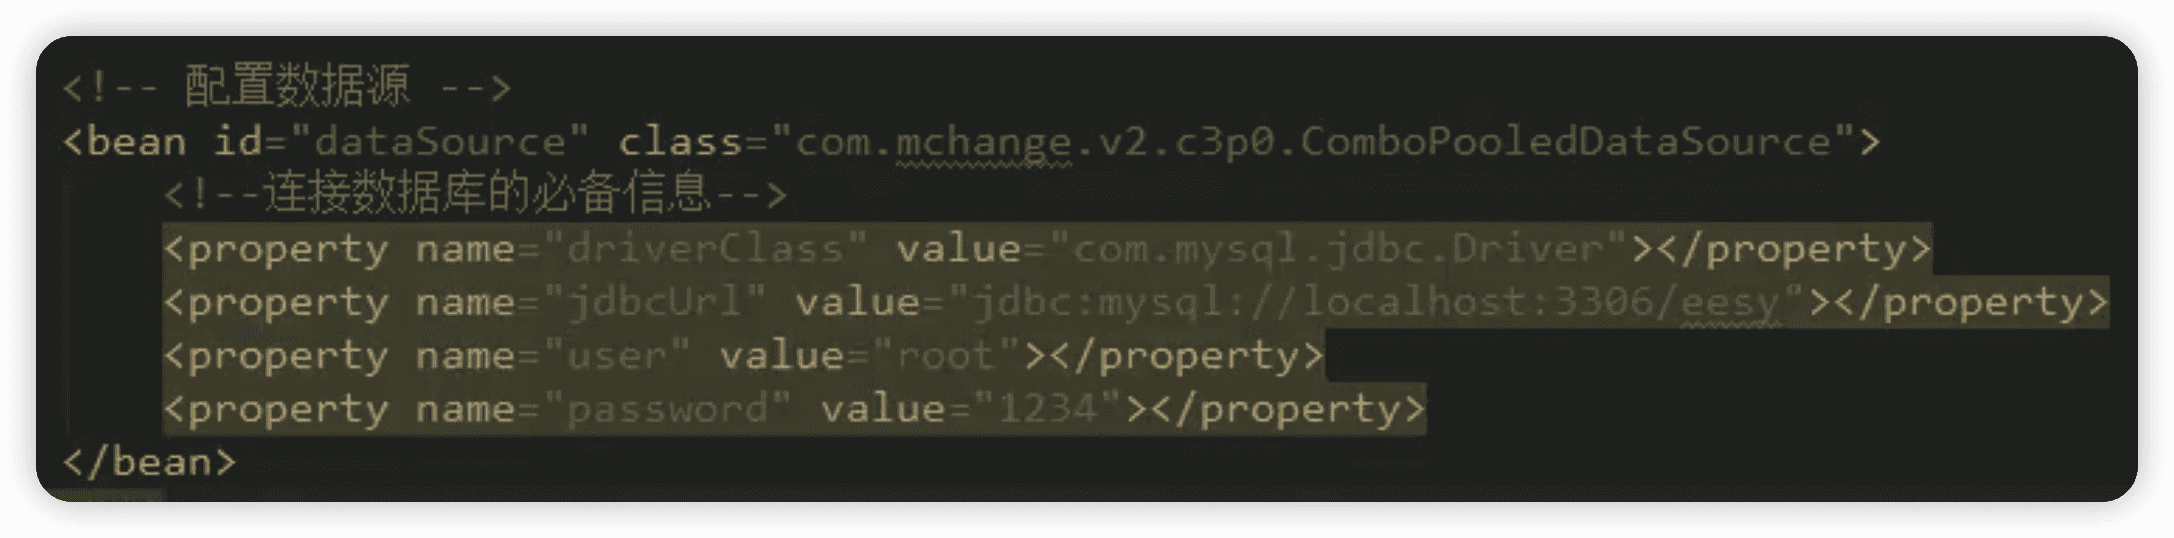 <!-- 配置数据源 -->
<bean id="dataSource" class="com.mchange.v2.c3p0.ComboPooledDataSource">
<!--连接数据库的必备信息-->
<property name="driverClass" value="com.mysql.jdbc.Driver"></property>
<property name="jdbcUrl" value="jdbc:mysql://localhost:3306/eesy"></property>
<property name="user" value="root"></property>
<property name="password" value="1234"></property>
</bean>